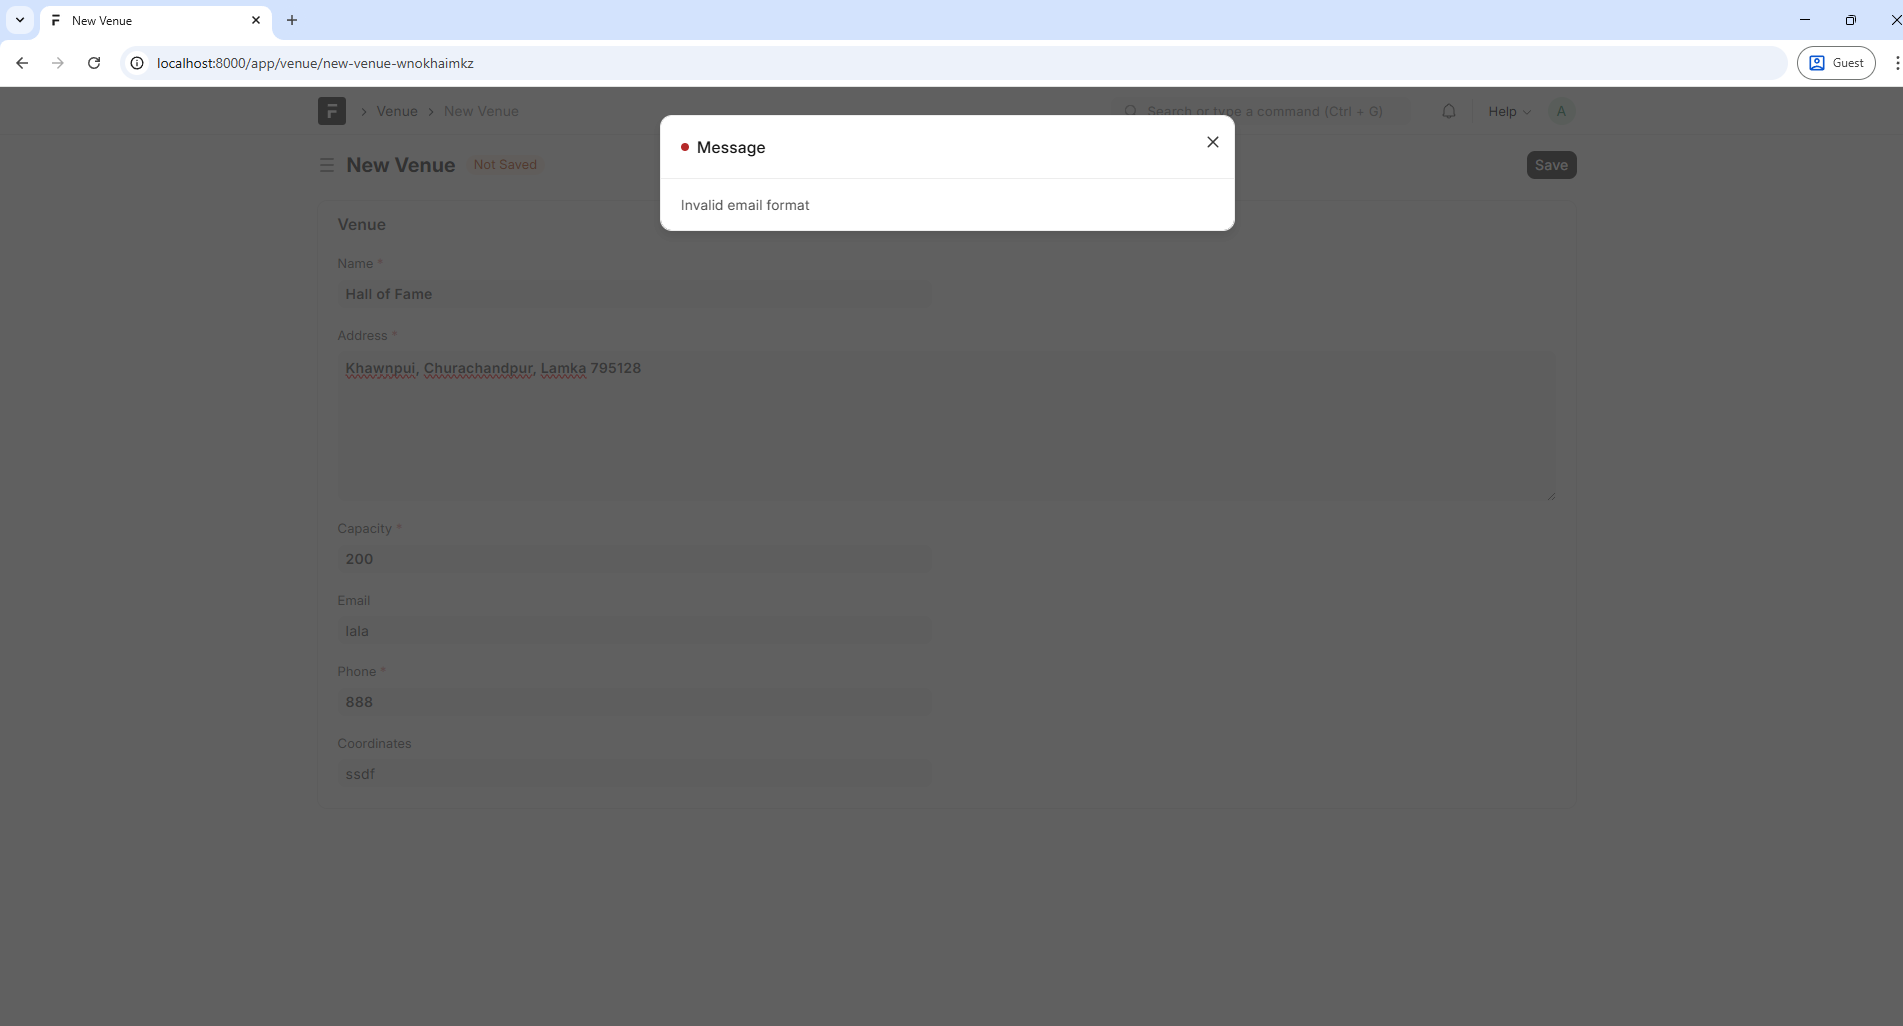 New Venue
localhost:8000/app/venue/new-venue-wnokhaimkz
Guest
Venue
New Venue
Search or type a command (Ctrl + G)
Help
A
Message
Invalid email format
New Venue
Not Saved
Save
Venue
Name *
Hall of Fame
Address *
Khawnpui, Churachandpur, Lamka 795128
Capacity *
200
Email
lala
Phone *
888
Coordinates
ssdf